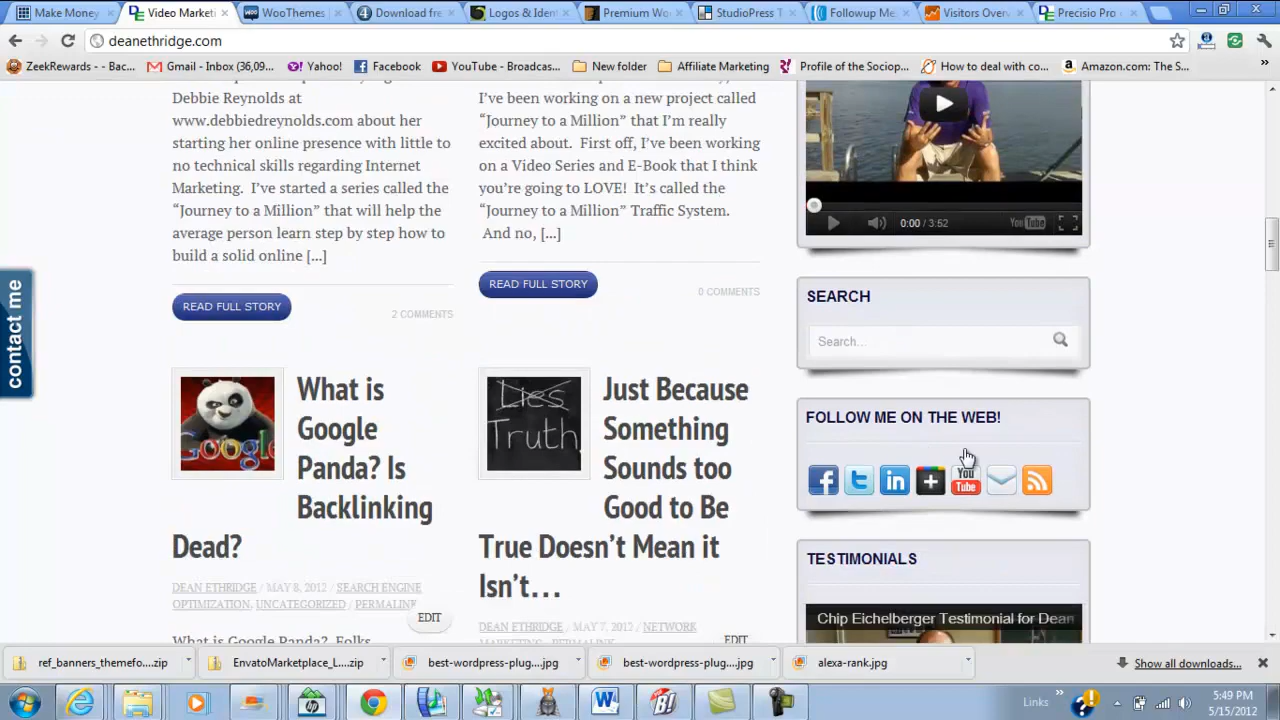 Make Money
Video Market
WooThemes
Download fre
Logos & Iden
Premium Wo
StudioPress T
Followup Me
Visitors Over
Precisio Pro
deanethridge.com
ZeekRewards - - Bac...
Gmail - Inbox (36,09...
Yahoo!
Facebook
YouTube - Broadcas...
New folder
Affiliate Marketing
Profile of the Sociop...
How to deal with co...
Amazon.com: The S...
Debbie Reynolds at
www.debbiedreynolds.com about her
starting her online presence with little to
no technical skills regarding Internet
Marketing. I've started a series called the
“Journey to a Million” that will help the
average person learn step by step how to
build a solid online [...]
READ FULL STORY
2 COMMENTS
I've been working on a new project called
“Journey to a Million” that I'm really
excited about. First off, I've been working
on a Video Series and E-Book that I think
you're going to LOVE! It's called the
“Journey to a Million” Traffic System.
And no, [...]
READ FULL STORY
0 COMMENTS
0:00 / 3:52
YouTube
SEARCH
Search...
FOLLOW ME ON THE WEB!
You
Tube
TESTIMONIALS
Chip Eichelberger Testimonial for Dean
contact me
Google
What is
Google
Panda? Is
Backlinking
Dead?
DEAN ETHRIDGE / MAY 8, 2012 / SEARCH ENGINE
OPTIMIZATION, UNCATEGORIZED / PERMALINK
EDIT
What is Google Panda? Folks
Lies
Truth
Just Because
Something
Sounds too
Good to Be
True Doesn't Mean it
Isn't…
DEAN ETHRIDGE / MAY 7, 2012 / NETWORK
MARKETING / PERMALINK
EDIT
ref_banners_themefo....zip
EnvatoMarketplace_L....zip
best-wordpress-plug....jpg
best-wordpress-plug....jpg
alexa-rank.jpg
Show all downloads...
Links
5:49 PM
5/15/2012